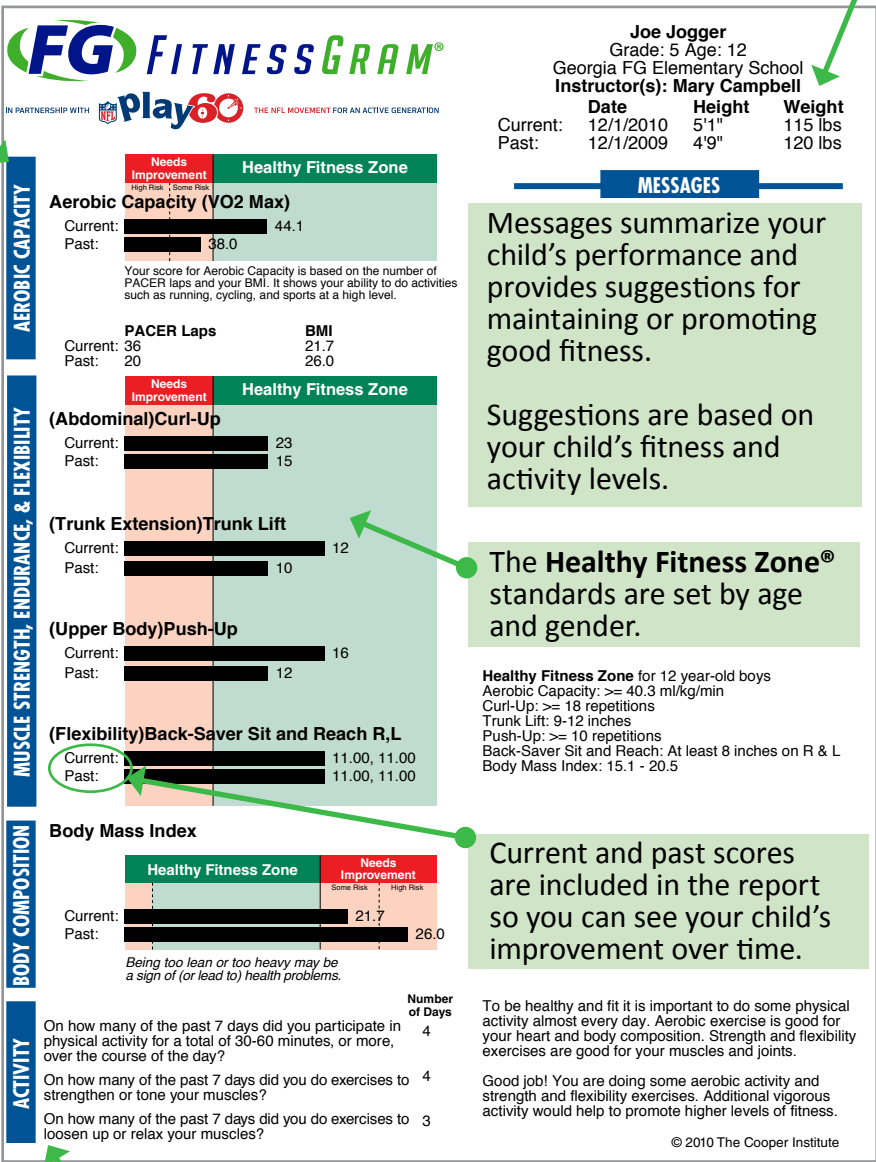 FG FITNESSGRAM®
IN PARTNERSHIP WITH NFL Play 60 THE NFL MOVEMENT FOR AN ACTIVE GENERATION
Joe Jogger
Grade: 5 Age: 12
Georgia FG Elementary School
Instructor(s): Mary Campbell
Date Height Weight
Current: 12/1/2010 5'1" 115 lbs
Past: 12/1/2009 4'9" 120 lbs
AEROBIC CAPACITY
Needs
Improvement
Healthy Fitness Zone
High Risk Some Risk
Aerobic Capacity (VO2 Max)
Current: 44.1
Past: 38.0
Your score for Aerobic Capacity is based on the number of
PACER laps and your BMI. It shows your ability to do activities
such as running, cycling, and sports at a high level.
PACER Laps BMI
Current: 36 21.7
Past: 20 26.0
MUSCLE STRENGTH, ENDURANCE, & FLEXIBILITY
Needs
Improvement
Healthy Fitness Zone
(Abdominal)Curl-Up
Current: 23
Past: 15
(Trunk Extension)Trunk Lift
Current: 12
Past: 10
(Upper Body)Push-Up
Current: 16
Past: 12
(Flexibility)Back-Saver Sit and Reach R,L
Current: 11.00, 11.00
Past: 11.00, 11.00
BODY COMPOSITION
Body Mass Index
Healthy Fitness Zone
Needs
Improvement
Some Risk High Risk
Current: 21.7
Past: 26.0
Being too lean or too heavy may be
a sign of (or lead to) health problems.
ACTIVITY
Number
of Days
On how many of the past 7 days did you participate in
physical activity for a total of 30-60 minutes, or more, 4
over the course of the day?
On how many of the past 7 days did you do exercises to 4
strengthen or tone your muscles?
On how many of the past 7 days did you do exercises to 3
loosen up or relax your muscles?
MESSAGES
Messages summarize your
child's performance and
provides suggestions for
maintaining or promoting
good fitness.
Suggestions are based on
your child's fitness and
activity levels.
The Healthy Fitness Zone®
standards are set by age
and gender.
Healthy Fitness Zone for 12 year-old boys
Aerobic Capacity: >= 40.3 ml/kg/min
Curl-Up: >= 18 repetitions
Trunk Lift: 9-12 inches
Push-Up: >= 10 repetitions
Back-Saver Sit and Reach: At least 8 inches on R & L
Body Mass Index: 15.1 - 20.5
Current and past scores
are included in the report
so you can see your child's
improvement over time.
To be healthy and fit it is important to do some physical
activity almost every day. Aerobic exercise is good for
your heart and body composition. Strength and flexibility
exercises are good for your muscles and joints.
Good job! You are doing some aerobic activity and
strength and flexibility exercises. Additional vigorous
activity would help to promote higher levels of fitness.
© 2010 The Cooper Institute